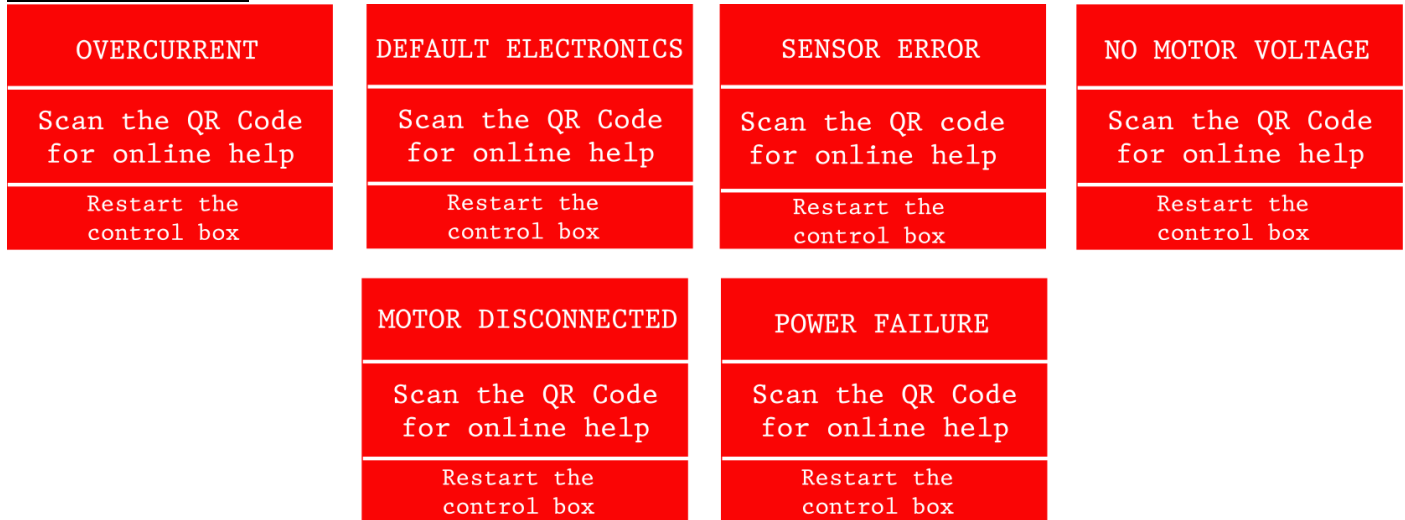 OVERCURRENT
Scan the QR Code
for online help
Restart the
control box
DEFAULT ELECTRONICS
Scan the QR Code
for online help
Restart the
control box
SENSOR ERROR
Scan the QR code
for online help
Restart the
control box
NO MOTOR VOLTAGE
Scan the QR Code
for online help
Restart the
control box
MOTOR DISCONNECTED
Scan the QR Code
for online help
Restart the
control box
POWER FAILURE
Scan the QR Code
for online help
Restart the
control box